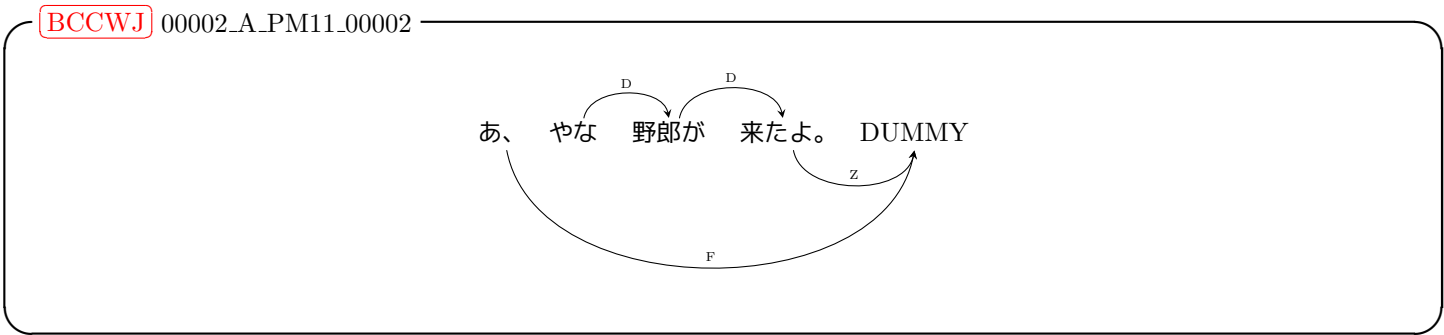 BCCWJ 00002_A_PM11_00002
D D
あ、 やな 野郎が 来たよ。 DUMMY
Z
F